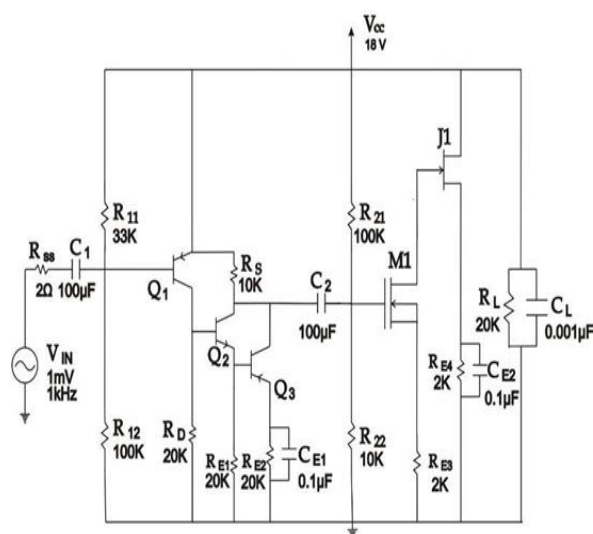 Vcc
18 V
J1
R11
33K
R21
100K
Rss
C1
2Ω
100μF
Q1
RS
10K
C2
100μF
M1
RL
20K
CL
0.001μF
VIN
1mV
1kHz
Q2
Q3
RE4
2K
CE2
0.1μF
R12
100K
RD
20K
RE1
20K
RE2
20K
CE1
0.1μF
R22
10K
RE3
2K